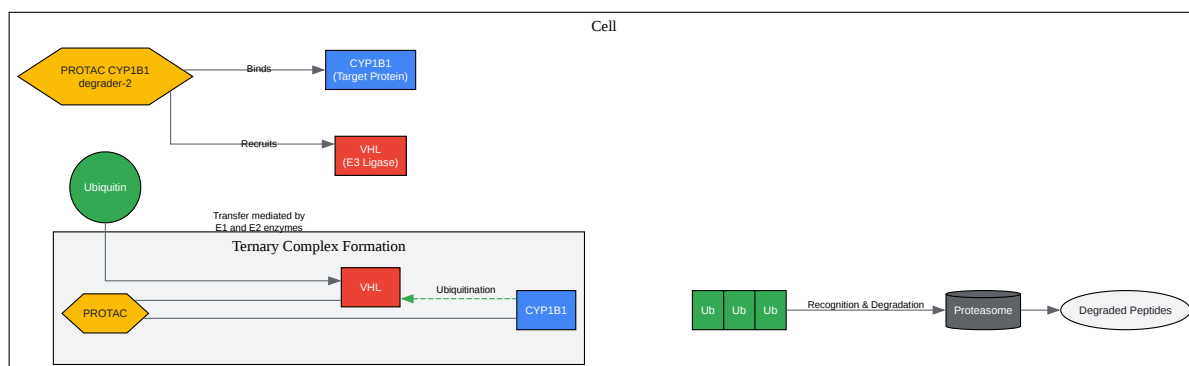 Cell
PROTAC CYP1B1
degrader-2
Binds
CYP1B1
(Target Protein)
Recruits
VHL
(E3 Ligase)
Ubiquitin
Transfer mediated by
E1 and E2 enzymes
Ternary Complex Formation
VHL
Ubiquitination
PROTAC
CYP1B1
Ub
Ub
Ub
Recognition & Degradation
Proteasome
Degraded Peptides